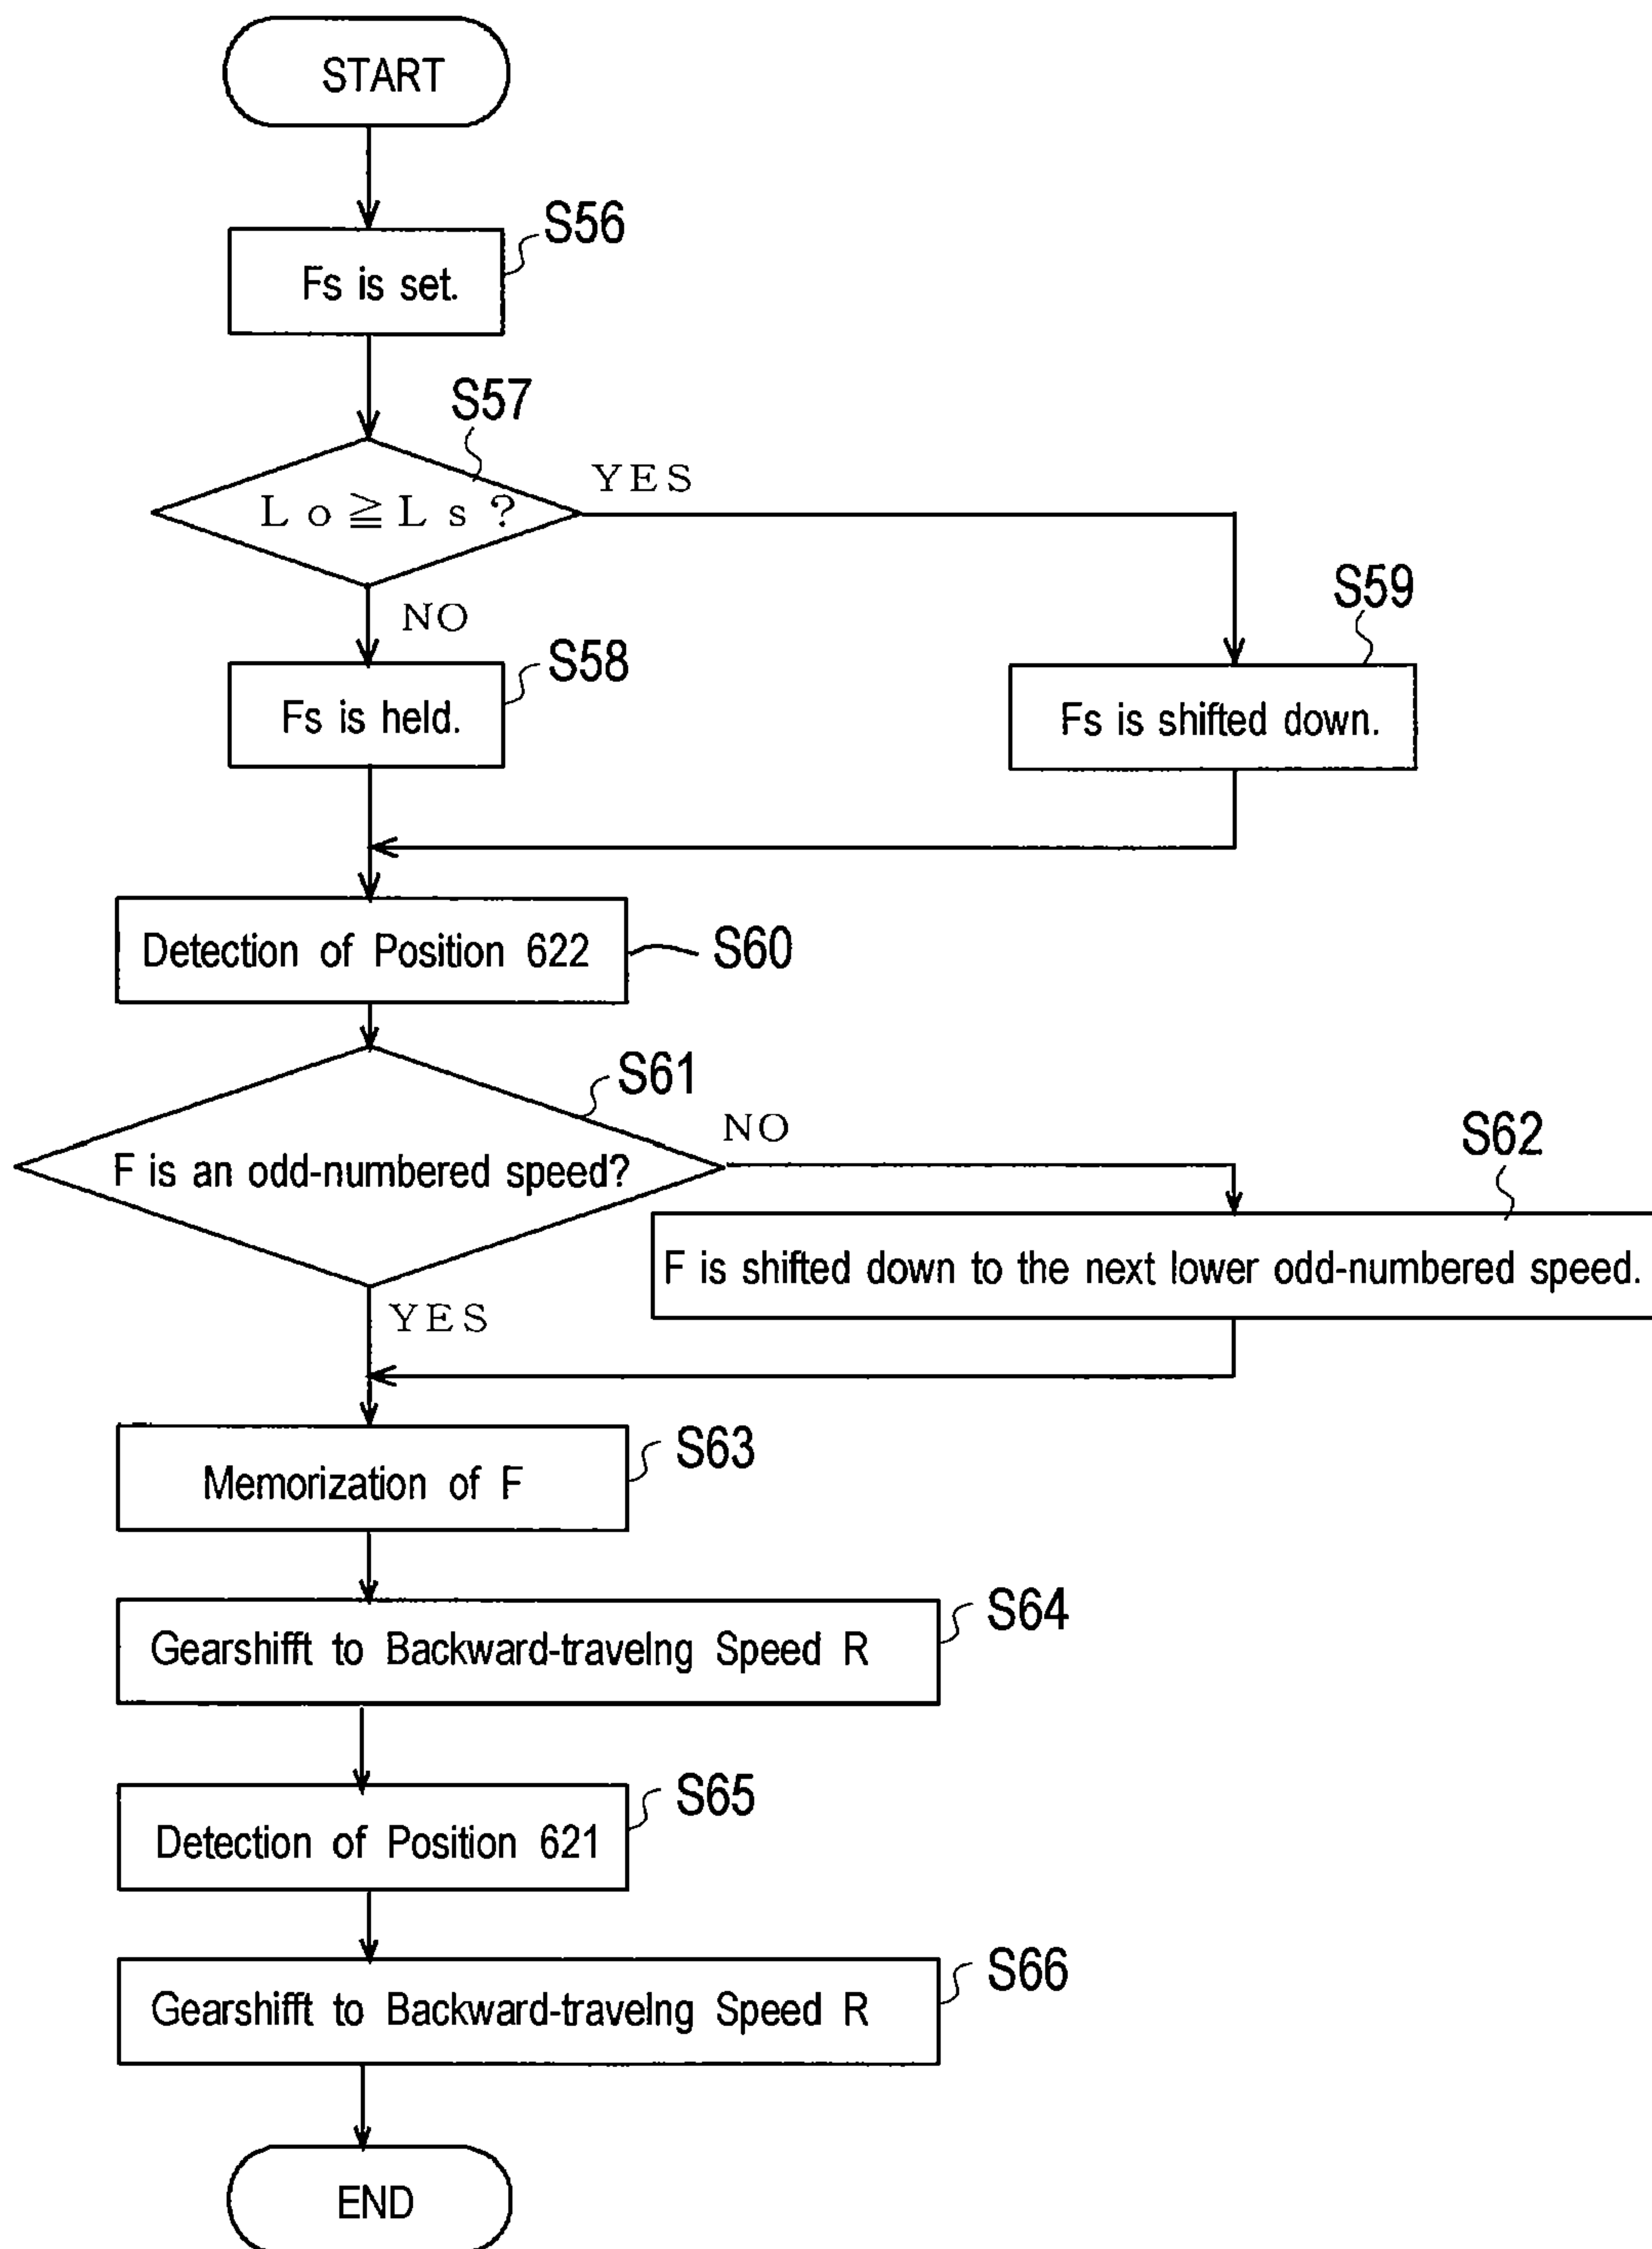 START
S56
Fs is set.
S57
Lo≧Ls?
YES
NO
S58
S59
Fs is held.
Fs is shifted down.
Detection of Position 622
S60
S61
F is an odd-numbered speed?
NO
S62
F is shifted down to the next lower odd-numbered speed.
YES
S63
Memorization of F
S64
Gearshifft to Backward-travelng Speed R
S65
Detection of Position 621
S66
Gearshifft to Backward-travelng Speed R
END